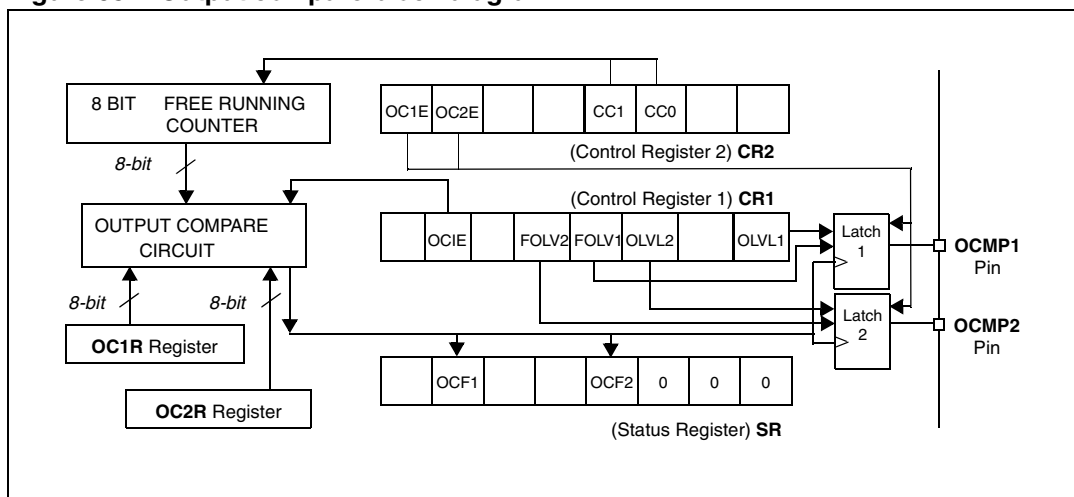 8 BIT FREE RUNNING
COUNTER
OC1E OC2E CC1 CC0
(Control Register 2) CR2
8-bit
(Control Register 1) CR1
OUTPUT COMPARE
CIRCUIT
OCIE FOLV2 FOLV1 OLVL2 OLVL1
Latch
1
OCMP1
Pin
8-bit 8-bit
Latch
2
OCMP2
Pin
OC1R Register
OCF1 OCF2 0 0 0
OC2R Register
(Status Register) SR